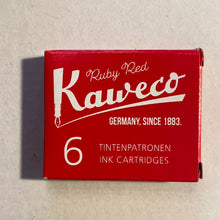 Ruby Red
Kaweco
GERMANY, SINCE 1883.
6
TINTENPATRONEN
INK CARTRIDGES